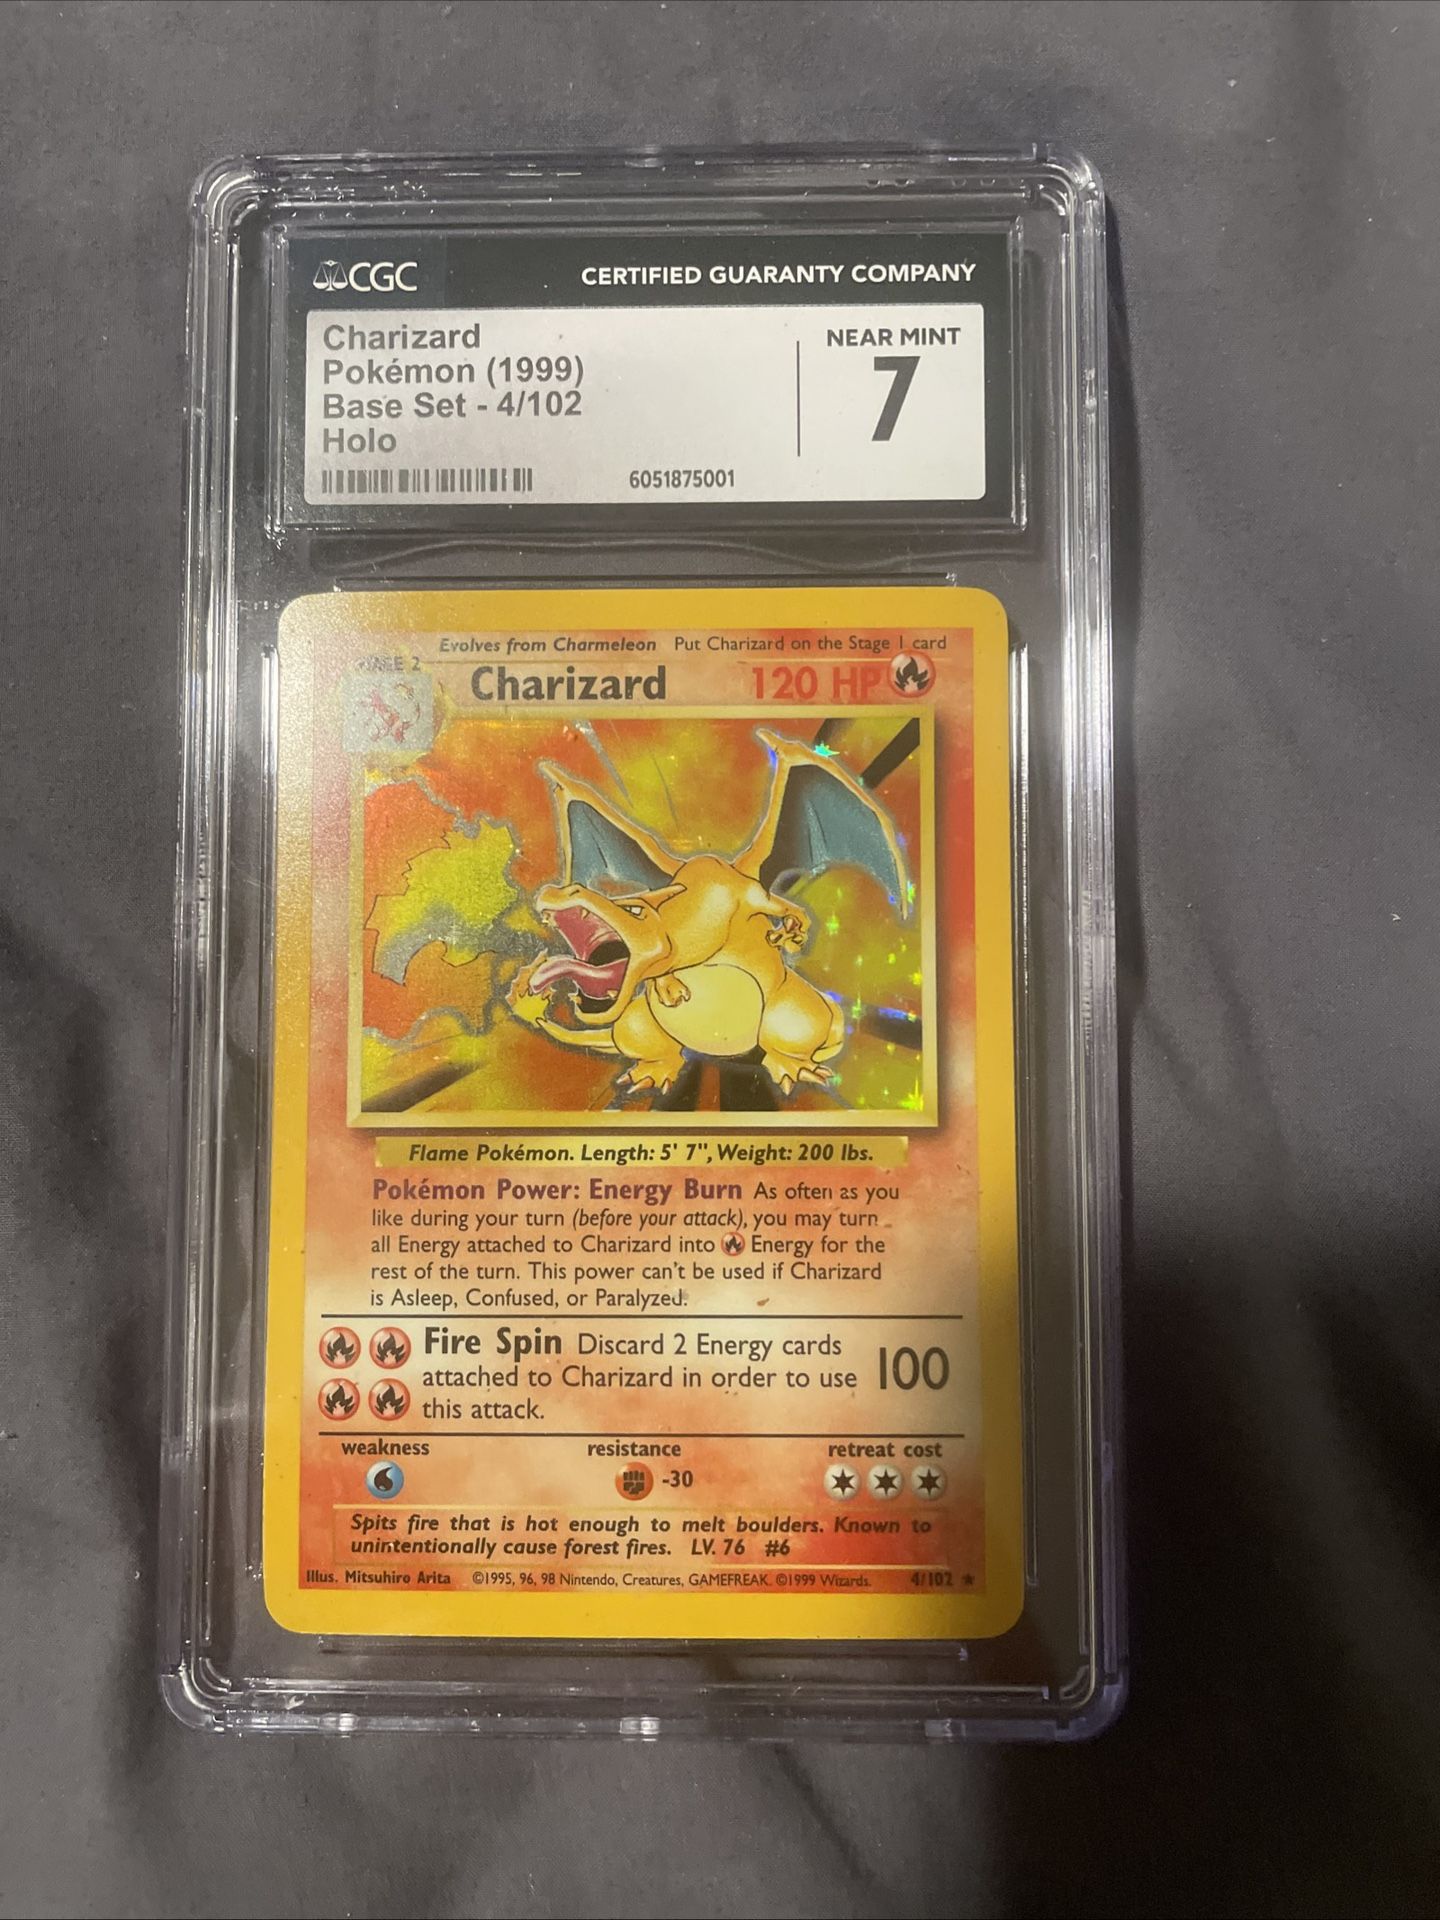 CGC
CERTIFIED GUARANTY COMPANY
Charizard
Pokémon (1999)
Base Set - 4/102
Holo
6051875001
NEAR MINT
7
Evolves from Charmeleon Put Charizard on the Stage 1 card
STAGE 2
Charizard 120 HP
Flame Pokémon. Length: 5' 7", Weight: 200 lbs.
Pokémon Power: Energy Burn As often as you
like during your turn (before your attack), you may turn
all Energy attached to Charizard into Energy for the
rest of the turn. This power can't be used if Charizard
is Asleep, Confused, or Paralyzed.
Fire Spin Discard 2 Energy cards
attached to Charizard in order to use
this attack.
100
weakness resistance retreat cost
-30
Spits fire that is hot enough to melt boulders. Known to
unintentionally cause forest fires. LV. 76 #6
Illus. Mitsuhiro Arita ©1995, 96, 98 Nintendo, Creatures, GAMEFREAK. ©1999 Wizards. 4/102 ★